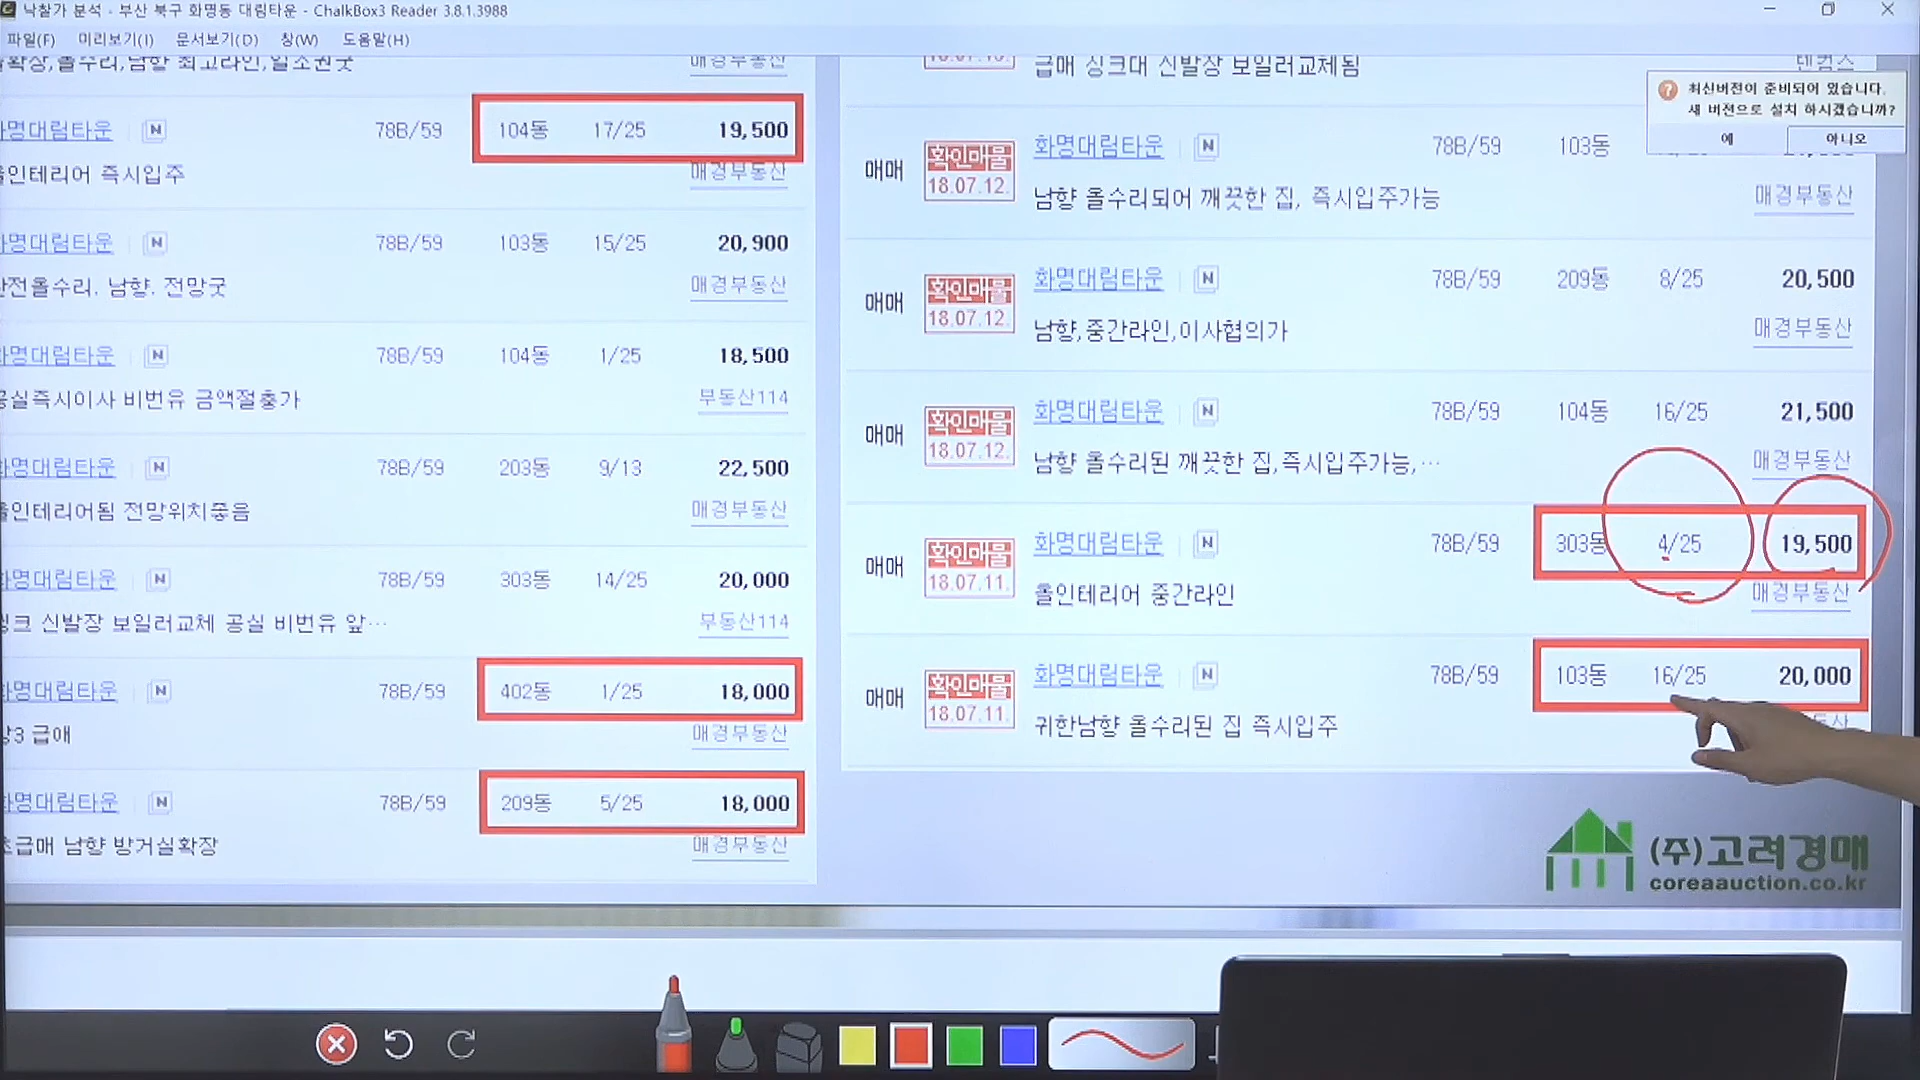 낙찰가 분석 - 부산 북구 화명동 대림타운 - ChalkBox3 Reader 3.8.1.3988
파일(F) 미리보기(I) 문서보기(D) 창(W) 도움말(H)
매경부동산
명대림타운 N 78B/59 104동 17/25 19,500
올인테리어 즉시입주 매경부동산
명대림타운 N 78B/59 103동 15/25 20,900
전올수리. 남향. 전망굿 매경부동산
명대림타운 N 78B/59 104동 1/25 18,500
공실즉시이사 비번유 금액절충가 부동산114
명대림타운 N 78B/59 203동 9/13 22,500
올인테리어됨 전망위치좋음 매경부동산
명대림타운 N 78B/59 303동 14/25 20,000
싱크 신발장 보일러교체 공실 비번유 앞… 부동산114
명대림타운 N 78B/59 402동 1/25 18,000
방3 급매 매경부동산
명대림타운 N 78B/59 209동 5/25 18,000
초급매 남향 방거실확장 매경부동산
급매 싱크대 신발장 보일러교체됨 텐컴즈
매매 확인매물 18.07.12. 화명대림타운 N 78B/59 103동
남향 올수리되어 깨끗한 집, 즉시입주가능 매경부동산
매매 확인매물 18.07.12. 화명대림타운 N 78B/59 209동 8/25 20,500
남향,중간라인,이사협의가 매경부동산
매매 확인매물 18.07.12. 화명대림타운 N 78B/59 104동 16/25 21,500
남향 올수리된 깨끗한 집,즉시입주가능,… 매경부동산
매매 확인매물 18.07.11. 화명대림타운 N 78B/59 303동 4/25 19,500
올인테리어 중간라인 매경부동산
매매 확인매물 18.07.11. 화명대림타운 N 78B/59 103동 16/25 20,000
귀한남향 올수리된 집 즉시입주
최신버전이 준비되어 있습니다.
새 버전으로 설치 하시겠습니까?
예 아니오
(주)고려경매
coreaauction.co.kr